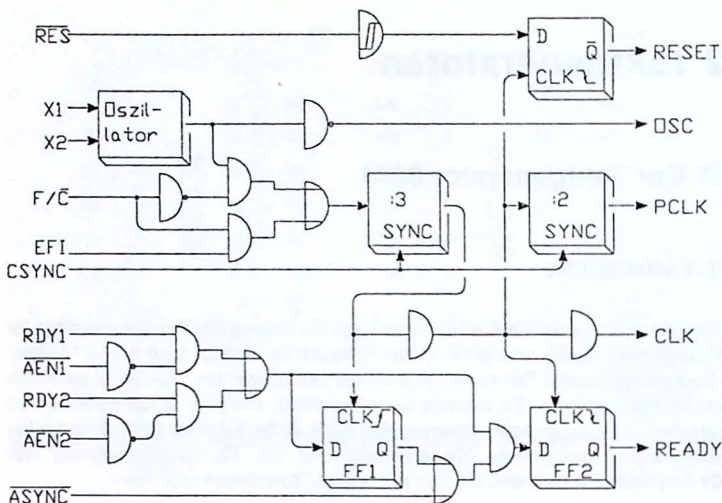 RES
D
Q̅
RESET
CLK
X1
X2
Oszil-
lator
OSC
F/C̅
:3
SYNC
:2
SYNC
PCLK
EFI
CSYNC
RDY1
AEN1
RDY2
AEN2
CLK
CLK
D Q
FF1
CLK
D Q
FF2
READY
ASYNC